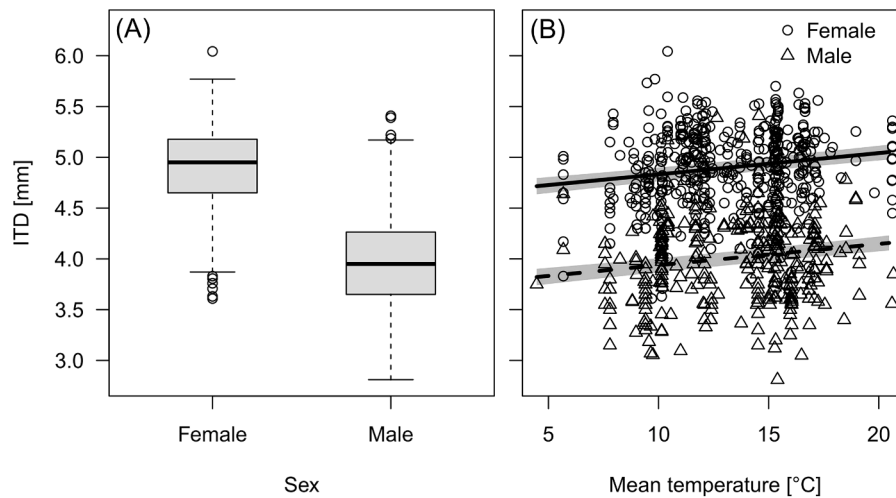 (A)
(B)
Female
Male
6.0
5.5
5.0
4.5
4.0
3.5
3.0
ITD [mm]
Female Male
5 10 15 20
Sex
Mean temperature [°C]